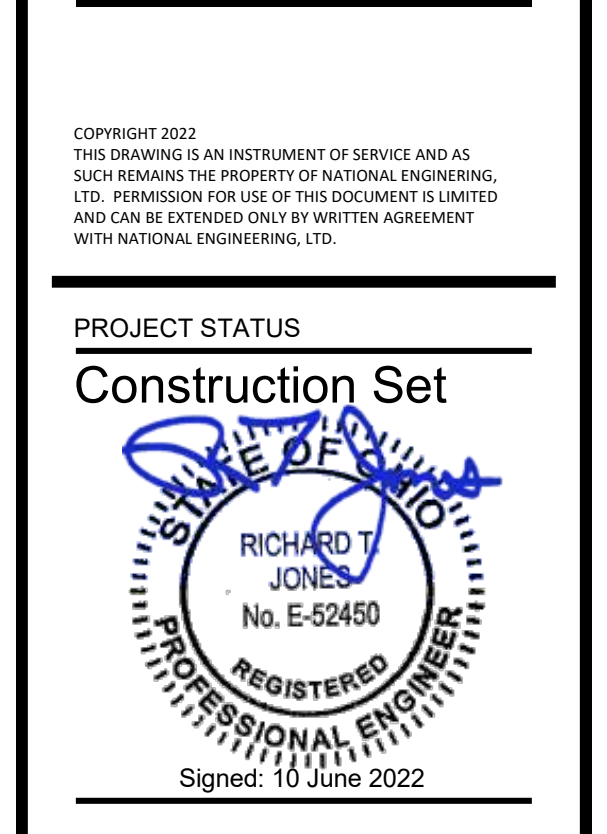 COPYRIGHT 2022
THIS DRAWING IS AN INSTRUMENT OF SERVICE AND AS
SUCH REMAINS THE PROPERTY OF NATIONAL ENGINERING,
LTD. PERMISSION FOR USE OF THIS DOCUMENT IS LIMITED
AND CAN BE EXTENDED ONLY BY WRITTEN AGREEMENT
WITH NATIONAL ENGINEERING, LTD.
PROJECT STATUS
Construction Set
R T Jones
STATE OF OHIO
RICHARD T.
JONES
No. E-52450
REGISTERED
PROFESSIONAL ENGINEER
Signed: 10 June 2022